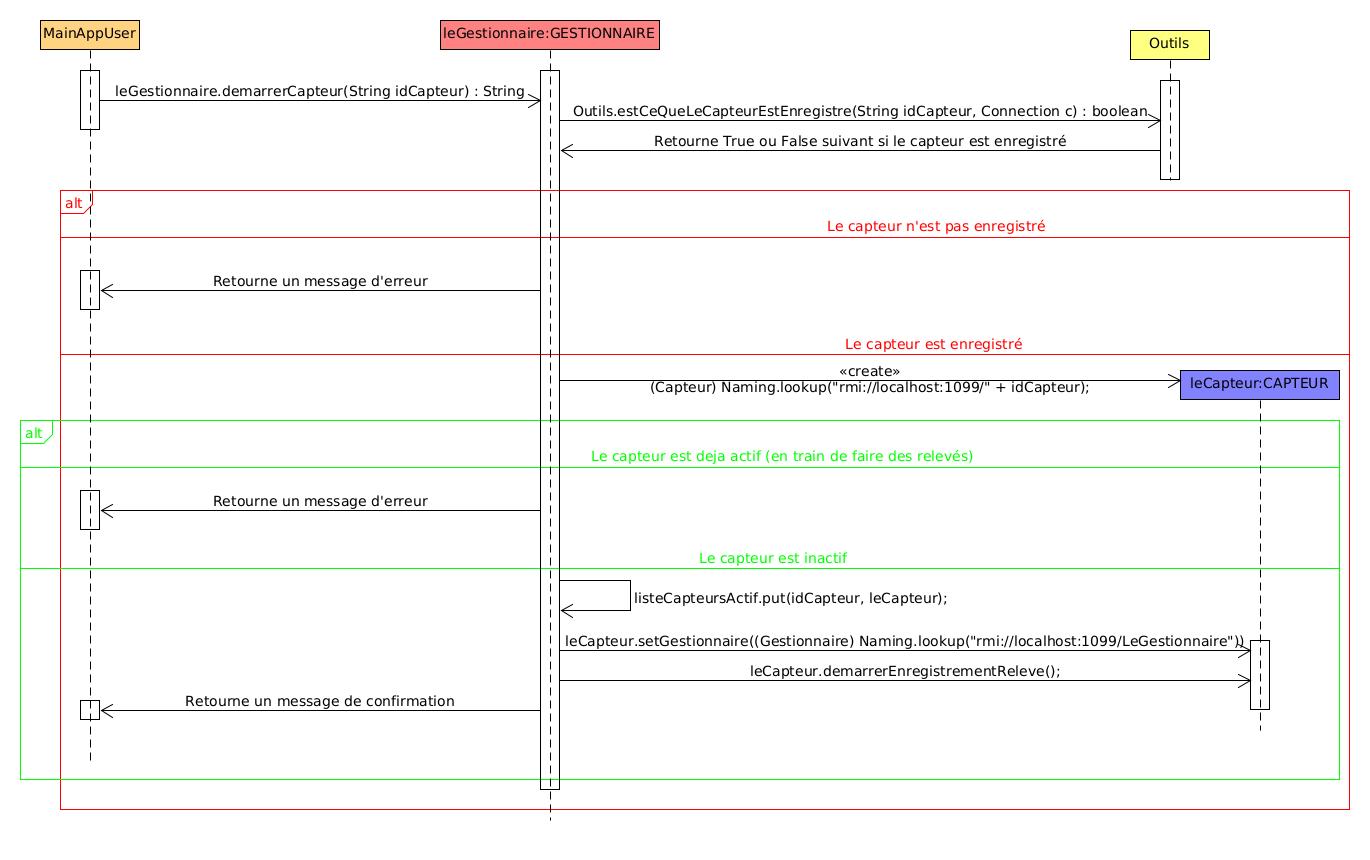 MainAppUser
leGestionnaire:GESTIONNAIRE
Outils
leGestionnaire.demarrerCapteur(String idCapteur) : String
Outils.estCeQueLeCapteurEstEnregistre(String idCapteur, Connection c) : boolean
Retourne True ou False suivant si le capteur est enregistré
alt
Le capteur n'est pas enregistré
Retourne un message d'erreur
Le capteur est enregistré
«create»
(Capteur) Naming.lookup("rmi://localhost:1099/" + idCapteur);
leCapteur:CAPTEUR
alt
Le capteur est deja actif (en train de faire des relevés)
Retourne un message d'erreur
Le capteur est inactif
listeCapteursActif.put(idCapteur, leCapteur);
leCapteur.setGestionnaire((Gestionnaire) Naming.lookup("rmi://localhost:1099/LeGestionnaire"))
leCapteur.demarrerEnregistrementReleve();
Retourne un message de confirmation